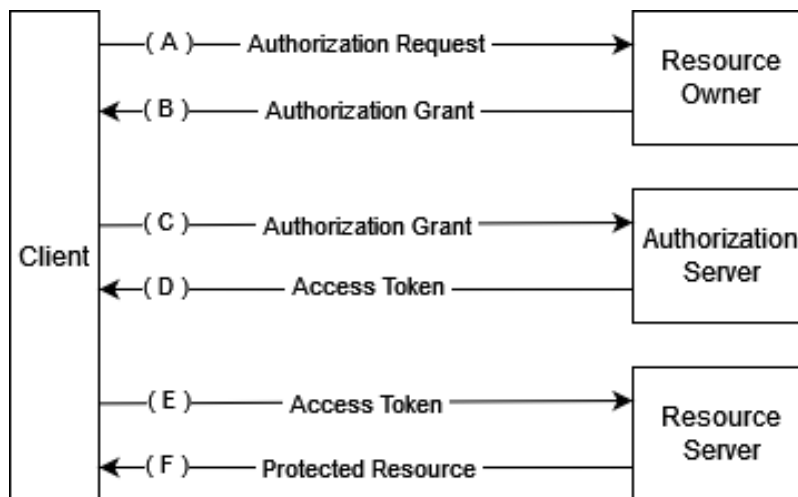 ( A ) Authorization Request
Resource
Owner
( B ) Authorization Grant
( C ) Authorization Grant
Client
Authorization
Server
( D ) Access Token
( E ) Access Token
Resource
Server
( F ) Protected Resource